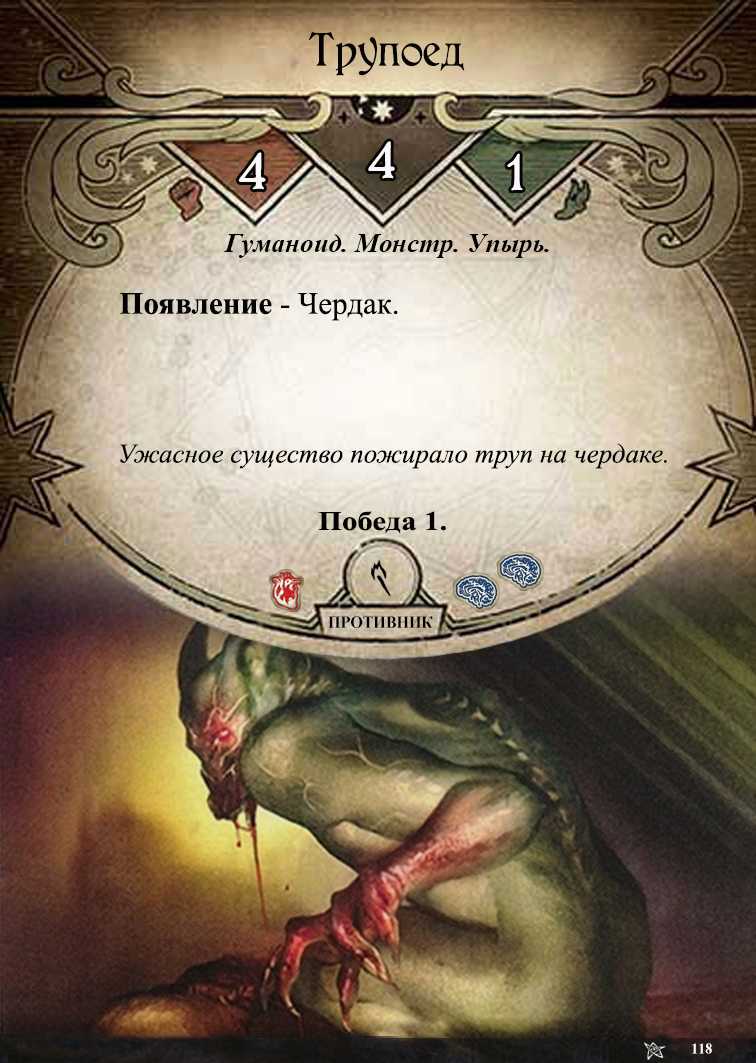 Трупоед
4 4 1
Гуманоид. Монстр. Упырь.
Появление - Чердак.
Ужасное существо пожирало труп на чердаке.
Победа 1.
ПРОТИВНИК
118